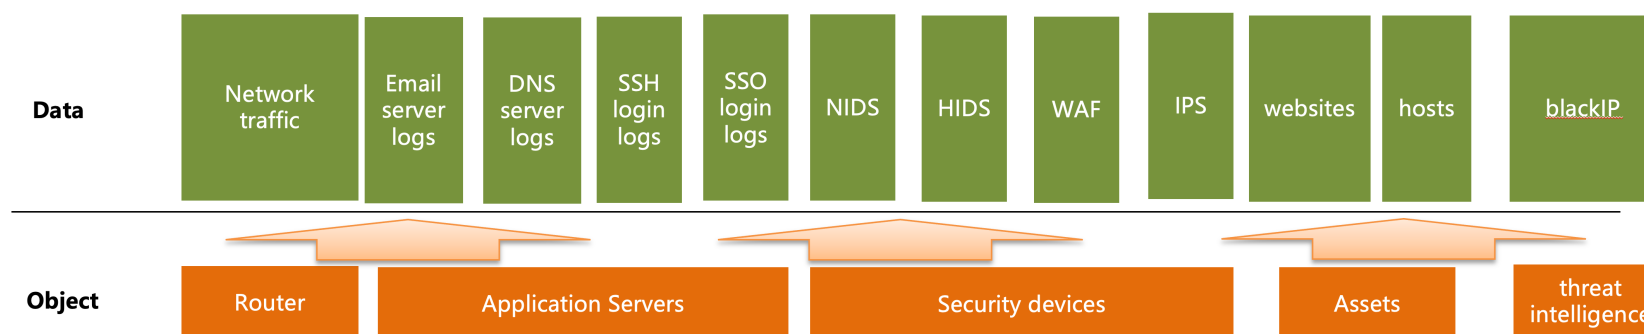 Data
Network
traffic
Email
server
logs
DNS
server
logs
SSH
login
logs
SSO
login
logs
NIDS
HIDS
WAF
IPS
websites
hosts
blackIP
Object
Router
Application Servers
Security devices
Assets
threat
intelligence